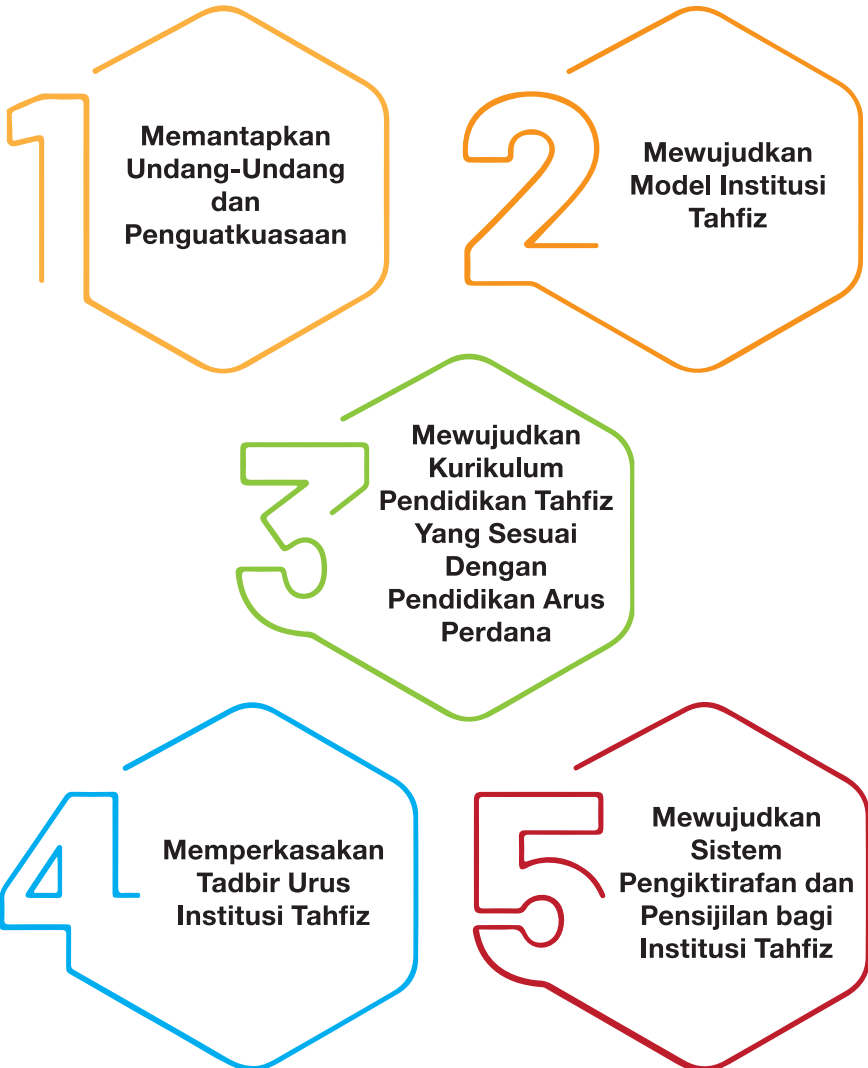 1
Memantapkan
Undang-Undang
dan
Penguatkuasaan
2
Mewujudkan
Model Institusi
Tahfiz
3
Mewujudkan
Kurikulum
Pendidikan Tahfiz
Yang Sesuai
Dengan
Pendidikan Arus
Perdana
4
Memperkasakan
Tadbir Urus
Institusi Tahfiz
5
Mewujudkan
Sistem
Pengiktirafan dan
Pensijilan bagi
Institusi Tahfiz